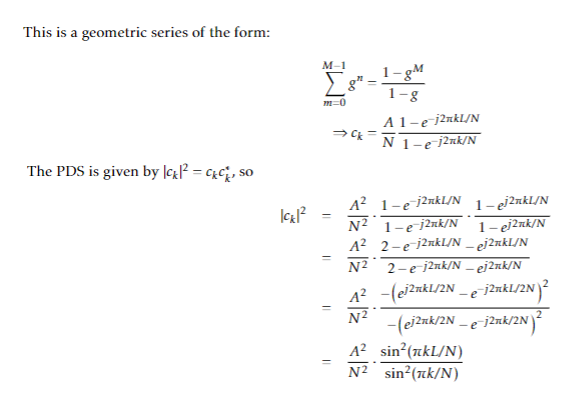 This is a geometric series of the form:
\sum_{m=0}^{M-1} g^n = \frac{1-g^M}{1-g}
\Rightarrow c_k = \frac{A}{N} \frac{1-e^{-j2\pi kL/N}}{1-e^{-j2\pi k/N}}
The PDS is given by |c_k|^2 = c_k c_k^*, so
|c_k|^2 = \frac{A^2}{N^2} \cdot \frac{1-e^{-j2\pi kL/N}}{1-e^{-j2\pi k/N}} \cdot \frac{1-e^{j2\pi kL/N}}{1-e^{j2\pi k/N}}
= \frac{A^2}{N^2} \cdot \frac{2-e^{-j2\pi kL/N}-e^{j2\pi kL/N}}{2-e^{-j2\pi k/N}-e^{j2\pi k/N}}
= \frac{A^2}{N^2} \cdot \frac{-(e^{j2\pi kL/2N}-e^{-j2\pi kL/2N})^2}{-(e^{j2\pi k/2N}-e^{-j2\pi k/2N})^2}
= \frac{A^2}{N^2} \cdot \frac{\sin^2(\pi kL/N)}{\sin^2(\pi k/N)}